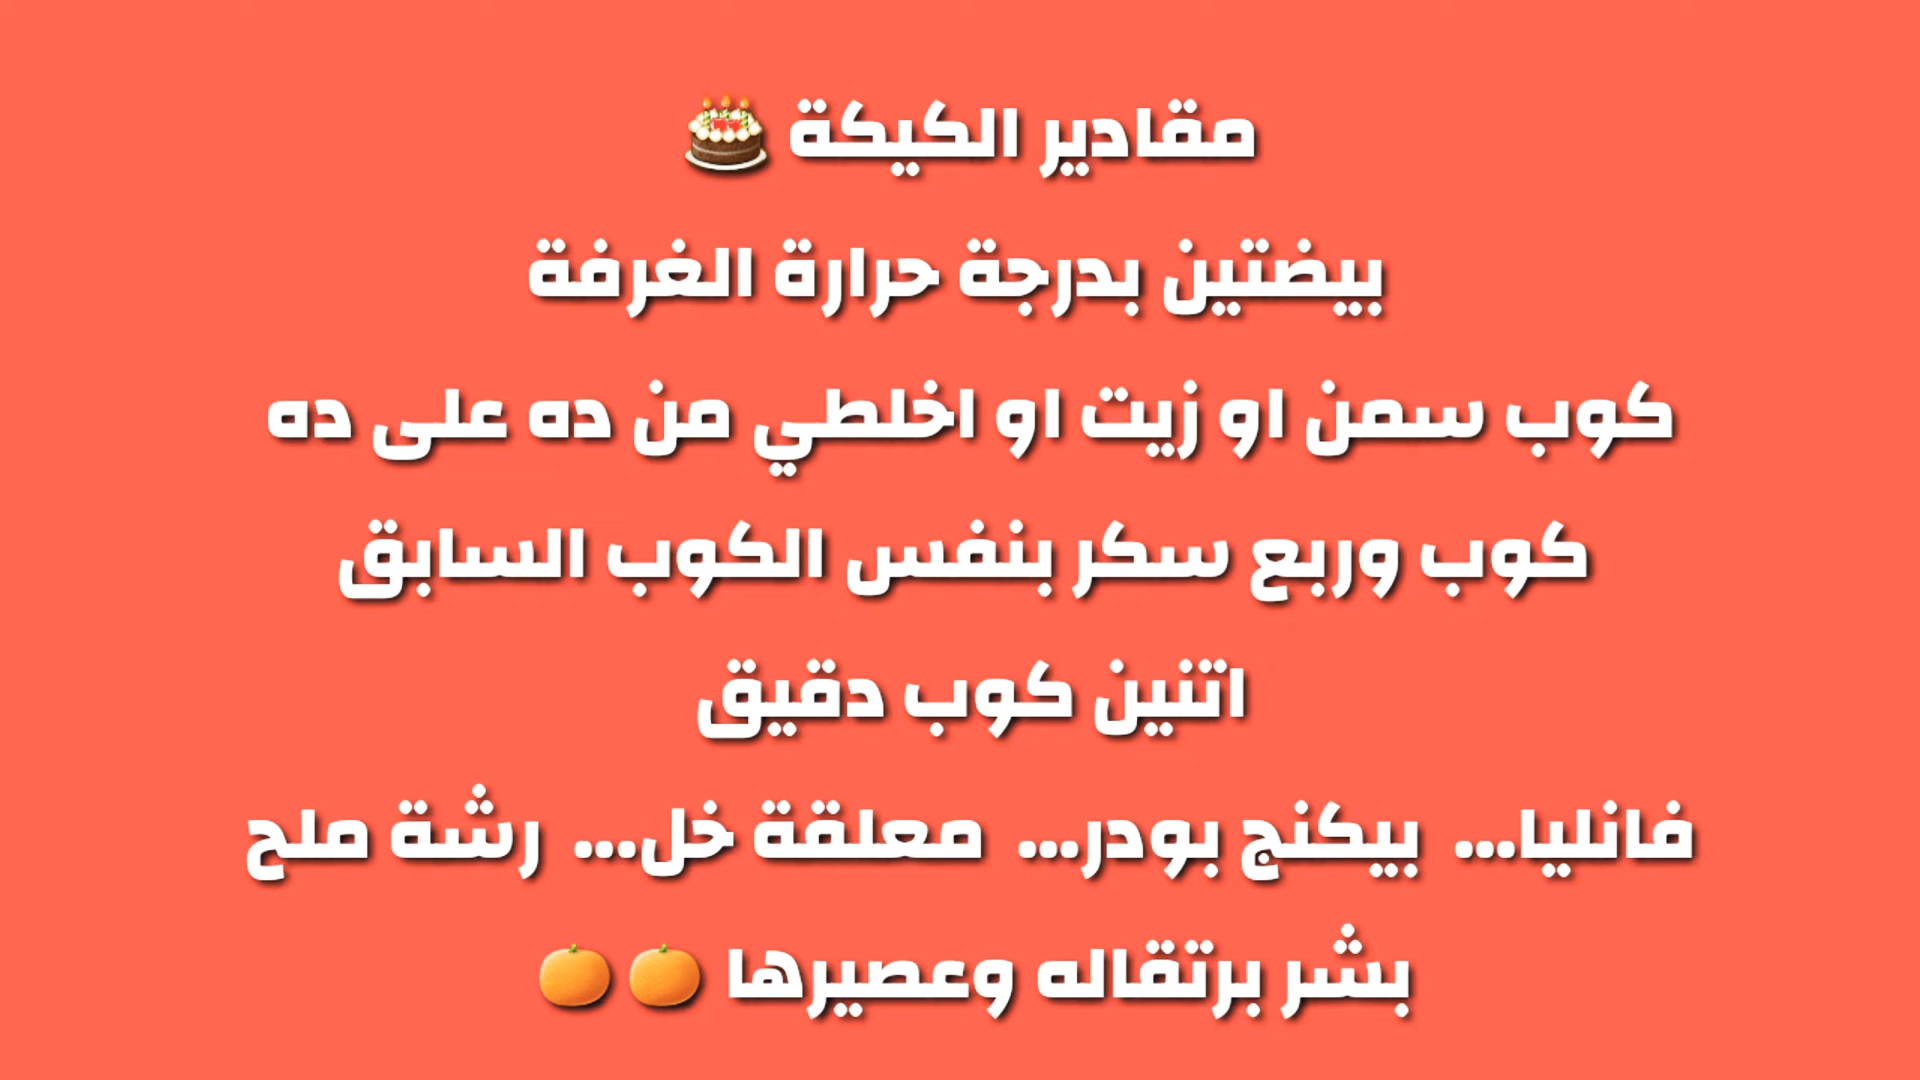 مقادير الكيكة 🎂
بيضتين بدرجة حرارة الغرفة
كوب سمن او زيت او اخلطي من ده على ده
كوب وربع سكر بنفس الكوب السابق
اتنين كوب دقيق
فانليا... بيكنج بودر... معلقة خل... رشة ملح
بشر برتقاله وعصيرها 🍊🍊